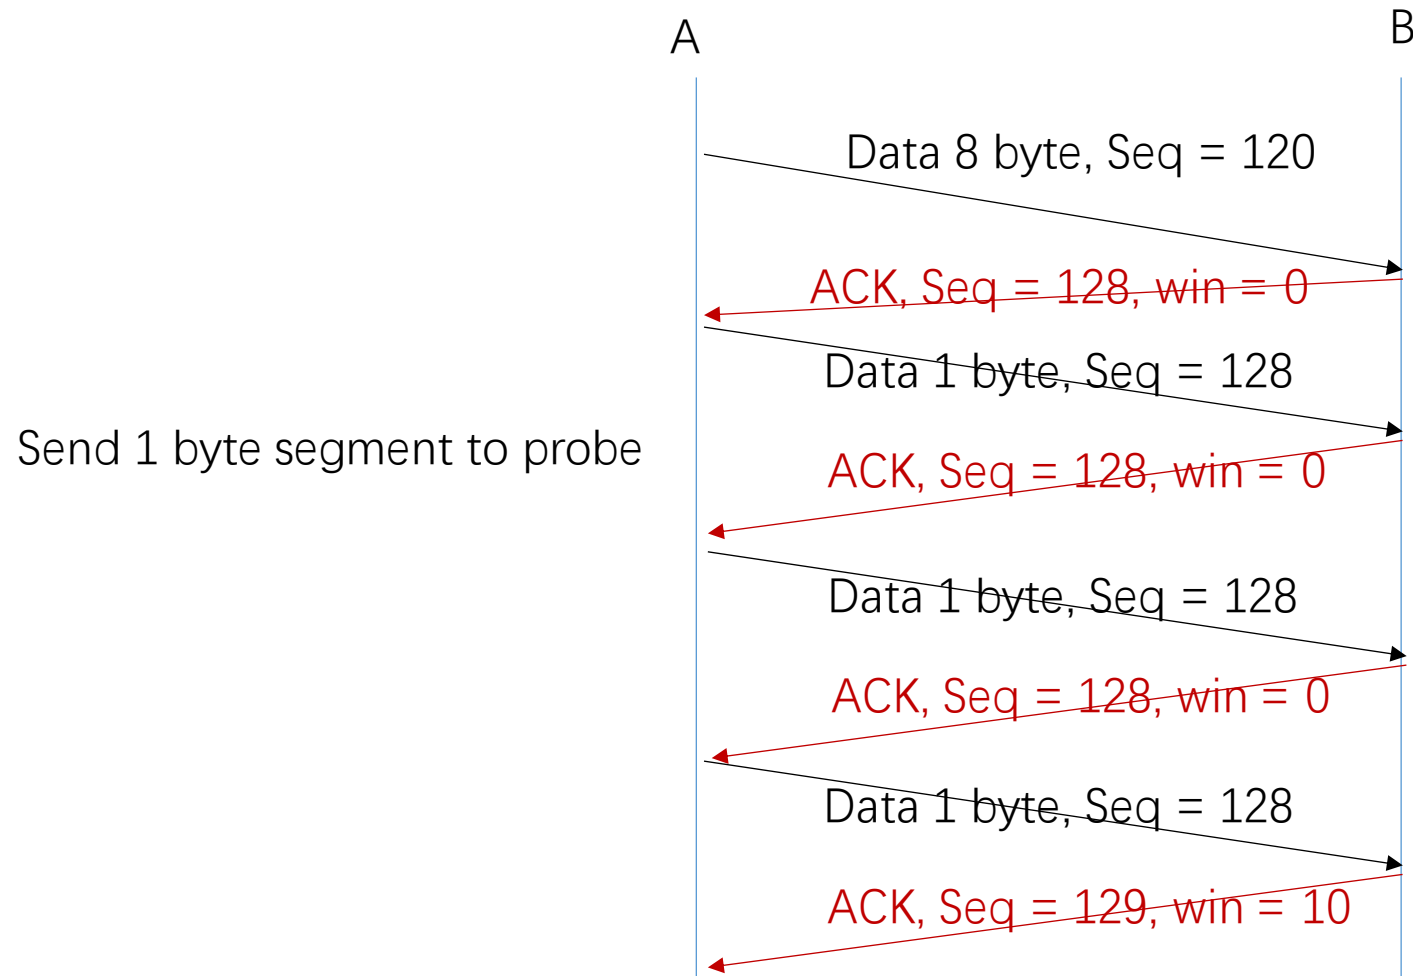 A
B
Data 8 byte, Seq = 120
ACK, Seq = 128, win = 0
Data 1 byte, Seq = 128
Send 1 byte segment to probe
ACK, Seq = 128, win = 0
Data 1 byte, Seq = 128
ACK, Seq = 128, win = 0
Data 1 byte, Seq = 128
ACK, Seq = 129, win = 10